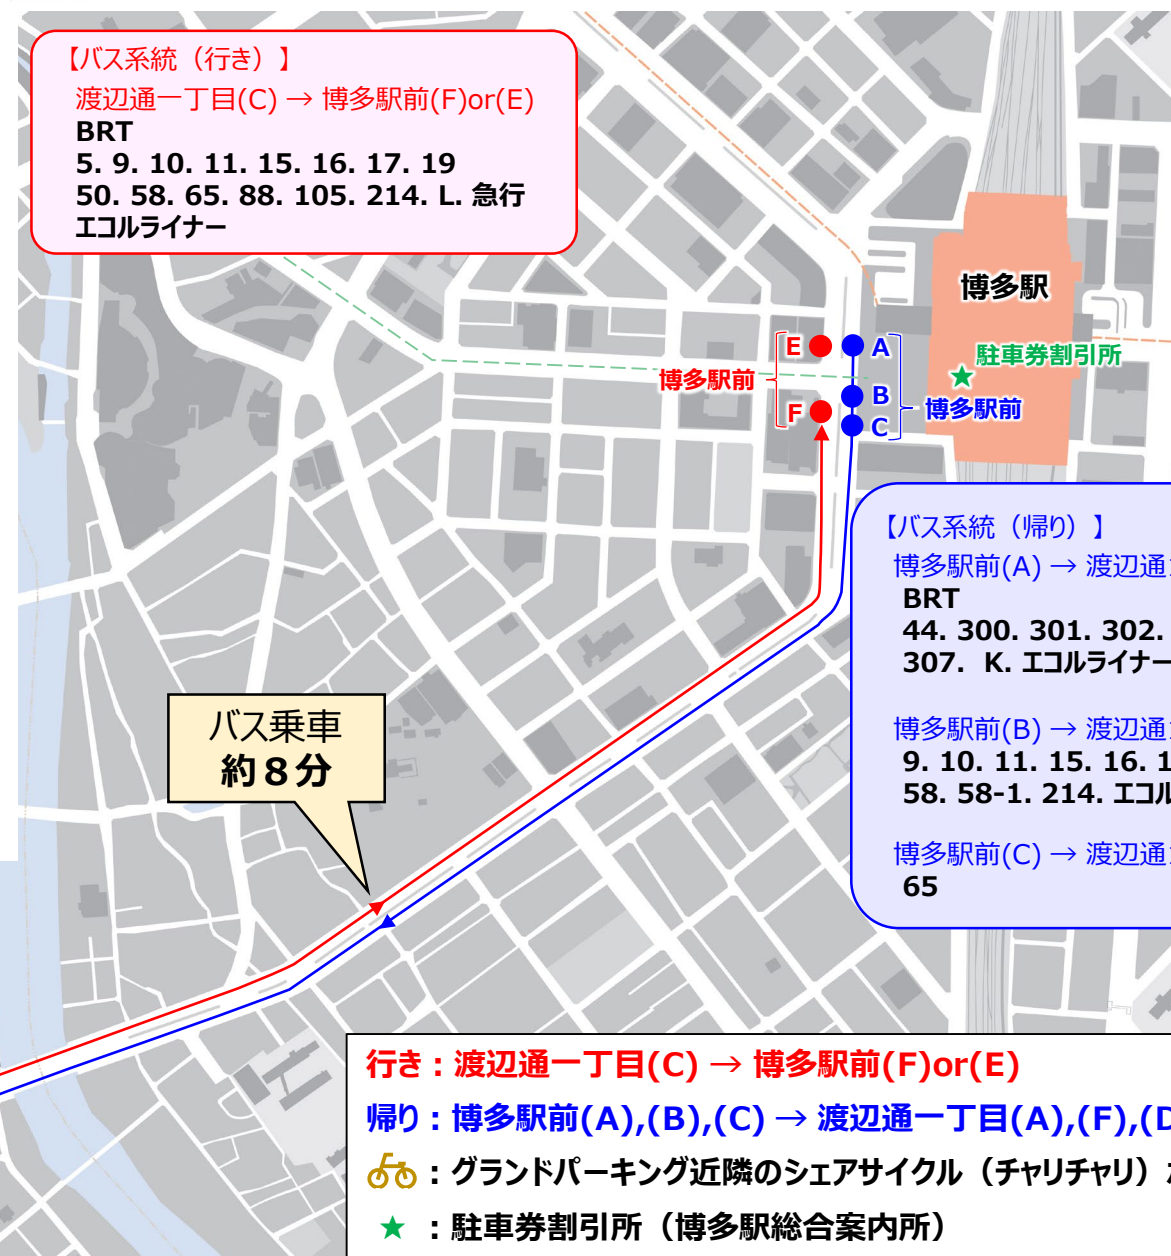 【バス系統（行き）】
渡辺通一丁目(C) → 博多駅前(F)or(E)
BRT
5. 9. 10. 11. 15. 16. 17. 19
50. 58. 65. 88. 105. 214. L. 急行
エコルライナー
博多駅
駐車券割引所
E
A
博多駅前
B
F
博多駅前
C
【バス系統（帰り）】
博多駅前(A) → 渡辺通
BRT
44. 300. 301. 302.
307. K. エコルライナー
博多駅前(B) → 渡辺通
9. 10. 11. 15. 16. 1
58. 58-1. 214. エコル
博多駅前(C) → 渡辺通
65
バス乗車
約８分
行き：渡辺通一丁目(C) → 博多駅前(F)or(E)
帰り：博多駅前(A),(B),(C) → 渡辺通一丁目(A),(F),(D
：グランドパーキング近隣のシェアサイクル（チャリチャリ）
★ ：駐車券割引所（博多駅総合案内所）